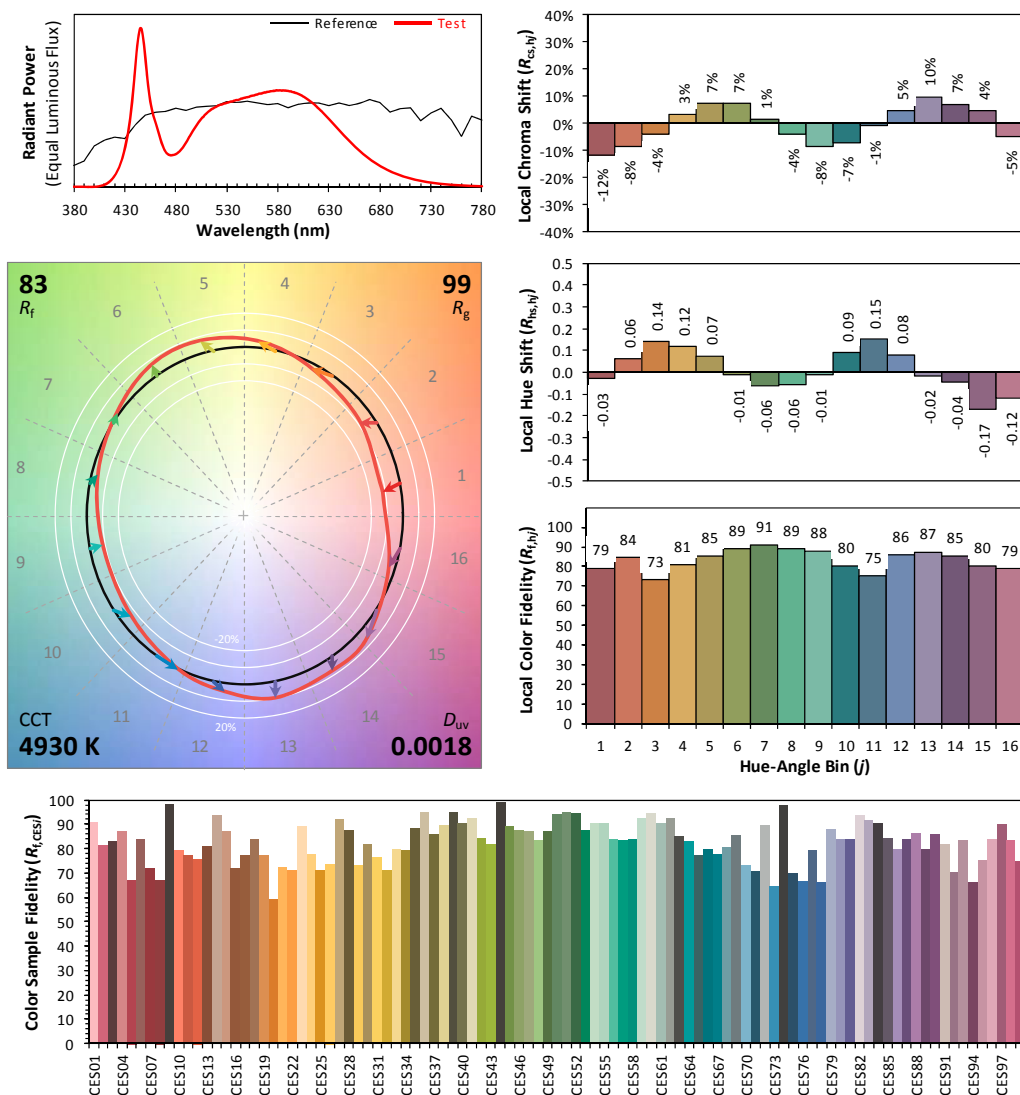 Radiant Power
(Equal Luminous Flux)
Reference
Test
380 430 480 530 580 630 680 730 780
Wavelength (nm)
Local Chroma Shift (Rcs,hj)
40%
30%
20%
10%
0%
-10%
-20%
-30%
-40%
-12% -8% -4% 3% 7% 7% 1% -4% -8% -7% -1% 5% 10% 7% 4% -5%
83
Rf
99
Rg
5 4
6 3
7 2
8 1
9 16
10 15
11 14
12 13
-20%
20%
CCT
4930 K
Duv
0.0018
Local Hue Shift (Rhs,hj)
0.5
0.4
0.3
0.2
0.1
0.0
-0.1
-0.2
-0.3
-0.4
-0.5
-0.03 0.06 0.14 0.12 0.07 -0.01 -0.06 -0.06 -0.01 0.09 0.15 0.08 -0.02 -0.04 -0.17 -0.12
Local Color Fidelity (Rf,hj)
100
90
80
70
60
50
40
30
20
10
0
79 84 73 81 85 89 91 89 88 80 75 86 87 85 80 79
1 2 3 4 5 6 7 8 9 10 11 12 13 14 15 16
Hue-Angle Bin (j)
Color Sample Fidelity (Rf,CESi)
100
90
80
70
60
50
40
30
20
10
0
CES01 CES04 CES07 CES10 CES13 CES16 CES19 CES22 CES25 CES28 CES31 CES34 CES37 CES40 CES43 CES46 CES49 CES52 CES55 CES58 CES61 CES64 CES67 CES70 CES73 CES76 CES79 CES82 CES85 CES88 CES91 CES94 CES97